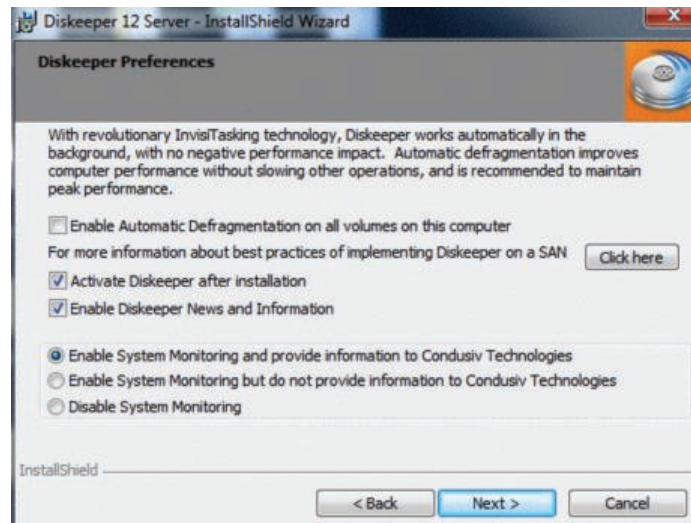 Diskeeper 12 Server - InstallShield Wizard
Diskeeper Preferences
With revolutionary InvisiTasking technology, Diskeeper works automatically in the
background, with no negative performance impact. Automatic defragmentation improves
computer performance without slowing other operations, and is recommended to maintain
peak performance.
Enable Automatic Defragmentation on all volumes on this computer
For more information about best practices of implementing Diskeeper on a SAN Click here
Activate Diskeeper after installation
Enable Diskeeper News and Information
Enable System Monitoring and provide information to Condusiv Technologies
Enable System Monitoring but do not provide information to Condusiv Technologies
Disable System Monitoring
InstallShield
< Back Next > Cancel